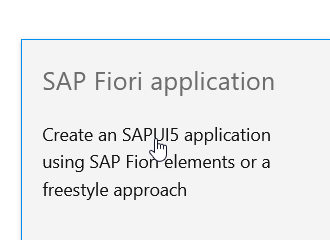 SAP Fiori application
Create an SAPUI5 application
using SAP Fiori elements or a
freestyle approach